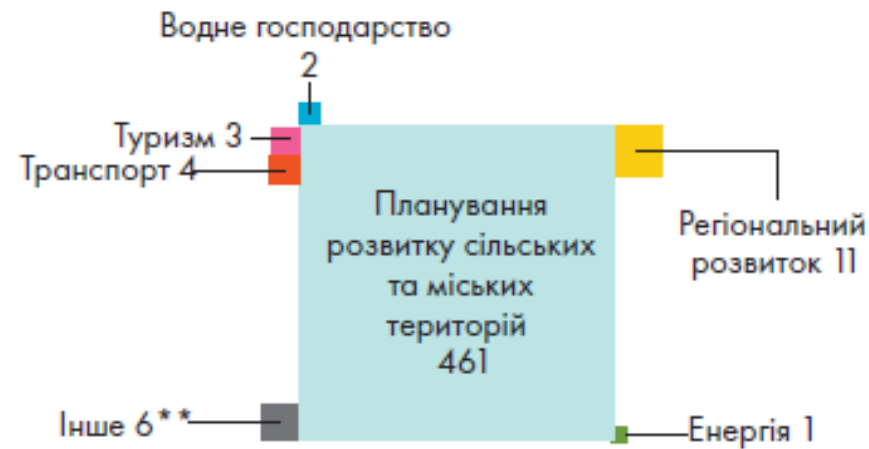 Водне господарство
2
Туризм 3
Транспорт 4
Планування
розвитку сільських
та міських
територій
461
Регіональний
розвиток 11
Інше 6**
Енергія 1